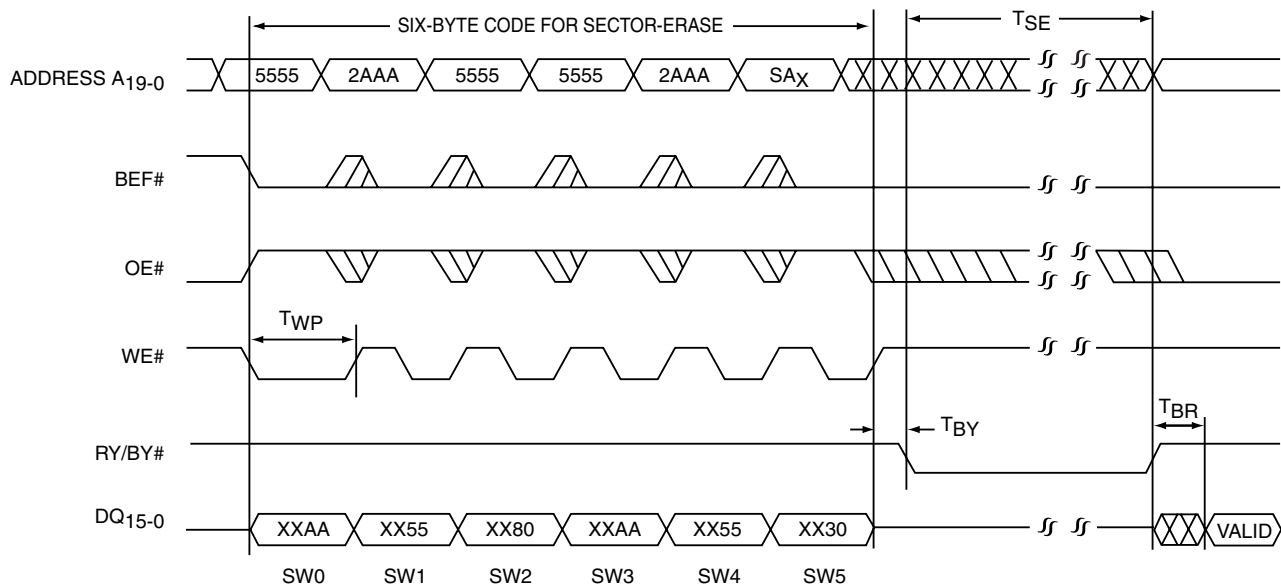 SIX-BYTE CODE FOR SECTOR-ERASE
TSE
ADDRESS A19-0
5555 2AAA 5555 5555 2AAA SAX
BEF#
OE#
TWP
WE#
TBY
TBR
RY/BY#
DQ15-0
XXAA XX55 XX80 XXAA XX55 XX30 VALID
SW0 SW1 SW2 SW3 SW4 SW5